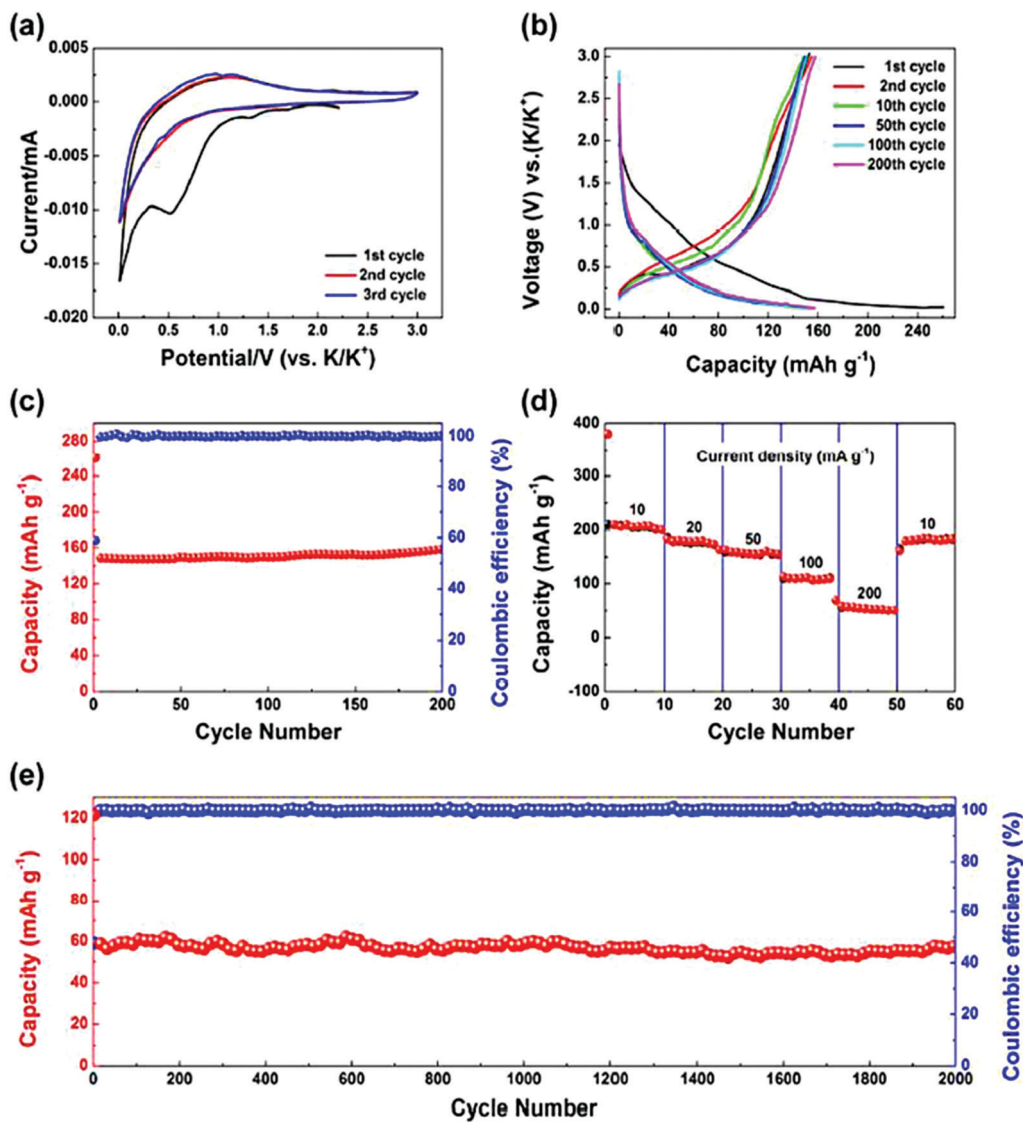 (a)
0.005
0.000
-0.005
-0.010
-0.015
-0.020
Current/mA
1st cycle
2nd cycle
3rd cycle
0.0 0.5 1.0 1.5 2.0 2.5 3.0
Potential/V (vs. K/K⁺)
(b)
3.0
2.5
2.0
1.5
1.0
0.5
0.0
Voltage (V) vs.(K/K⁺)
1st cycle
2nd cycle
10th cycle
50th cycle
100th cycle
200th cycle
0 40 80 120 160 200 240
Capacity (mAh g⁻¹)
(c)
280
240
200
160
120
80
40
0
Capacity (mAh g⁻¹)
100
80
60
40
20
0
Coulombic efficiency (%)
0 50 100 150 200
Cycle Number
(d)
400
300
200
100
0
-100
Capacity (mAh g⁻¹)
Current density (mA g⁻¹)
10 20 50 100 200 10
0 10 20 30 40 50 60
Cycle Number
(e)
120
100
80
60
40
20
0
Capacity (mAh g⁻¹)
100
80
60
40
20
0
Coulombic efficiency (%)
0 200 400 600 800 1000 1200 1400 1600 1800 2000
Cycle Number